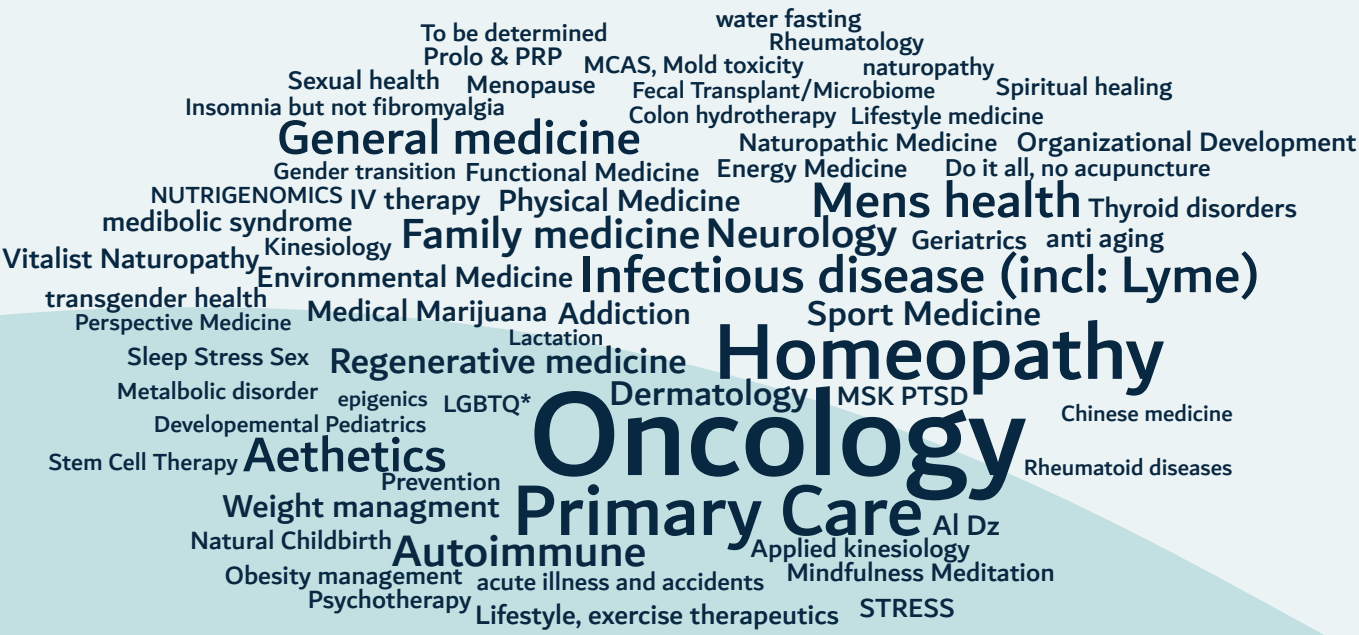 water fasting
To be determined
Rheumatology
Prolo & PRP
MCAS, Mold toxicity
naturopathy
Sexual health
Menopause
Fecal Transplant/Microbiome
Spiritual healing
Insomnia but not fibromyalgia
Colon hydrotherapy
Lifestyle medicine
General medicine
Naturopathic Medicine
Organizational Development
Gender transition
Functional Medicine
Energy Medicine
Do it all, no acupuncture
NUTRIGENOMICS
IV therapy
Physical Medicine
Mens health
Thyroid disorders
medibolic syndrome
Family medicine
Neurology
Geriatrics
anti aging
Vitalist Naturopathy
Kinesiology
Environmental Medicine
Infectious disease (incl: Lyme)
transgender health
Perspective Medicine
Medical Marijuana
Addiction
Sport Medicine
Lactation
Sleep Stress Sex
Regenerative medicine
Homeopathy
Metalbolic disorder
epigenics
LGBTQ*
Dermatology
MSK PTSD
Chinese medicine
Developemental Pediatrics
Oncology
Stem Cell Therapy
Aethetics
Rheumatoid diseases
Prevention
Weight managment
Primary Care
Al Dz
Natural Childbirth
Autoimmune
Applied kinesiology
Obesity management
acute illness and accidents
Mindfulness Meditation
Psychotherapy
Lifestyle, exercise therapeutics
STRESS